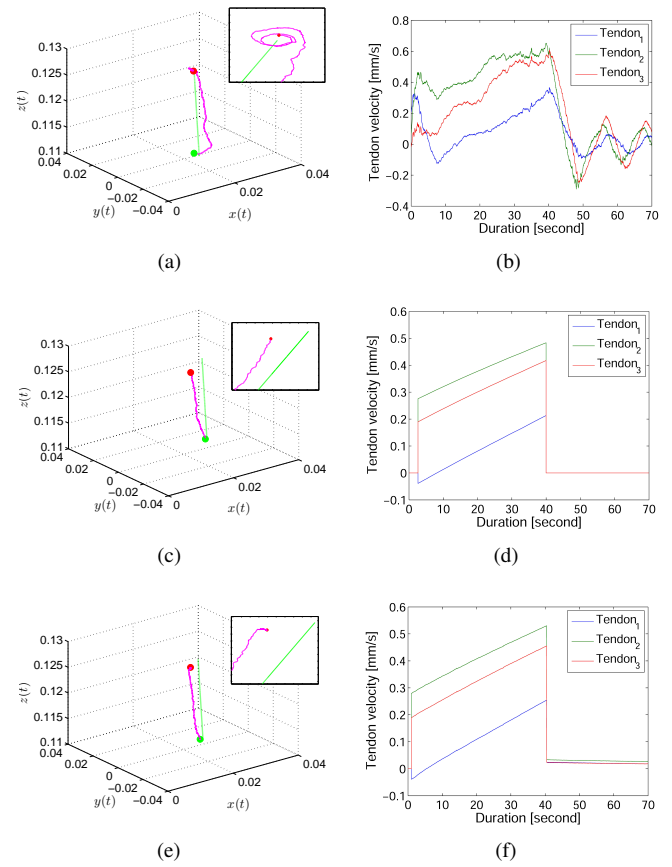 0.13
0.125
0.12
0.115
0.11
z(t)
0.04
0.02
0
−0.02
−0.04
y(t)
0
0.02
0.04
x(t)
(a)
0.8
0.6
0.4
0.2
0
−0.2
−0.4
Tendon velocity [mm/s]
Tendon1
Tendon2
Tendon3
0 10 20 30 40 50 60 70
Duration [second]
(b)
0.13
0.125
0.12
0.115
0.11
z(t)
0.04
0.02
0
−0.02
−0.04
y(t)
0
0.02
0.04
x(t)
(c)
0.6
0.5
0.4
0.3
0.2
0.1
0
−0.1
Tendon velocity [mm/s]
Tendon1
Tendon2
Tendon3
0 10 20 30 40 50 60 70
Duration [second]
(d)
0.13
0.125
0.12
0.115
0.11
z(t)
0.04
0.02
0
−0.02
−0.04
y(t)
0
0.02
0.04
x(t)
(e)
0.6
0.5
0.4
0.3
0.2
0.1
0
−0.1
Tendon velocity [mm/s]
Tendon1
Tendon2
Tendon3
0 10 20 30 40 50 60 70
Duration [second]
(f)